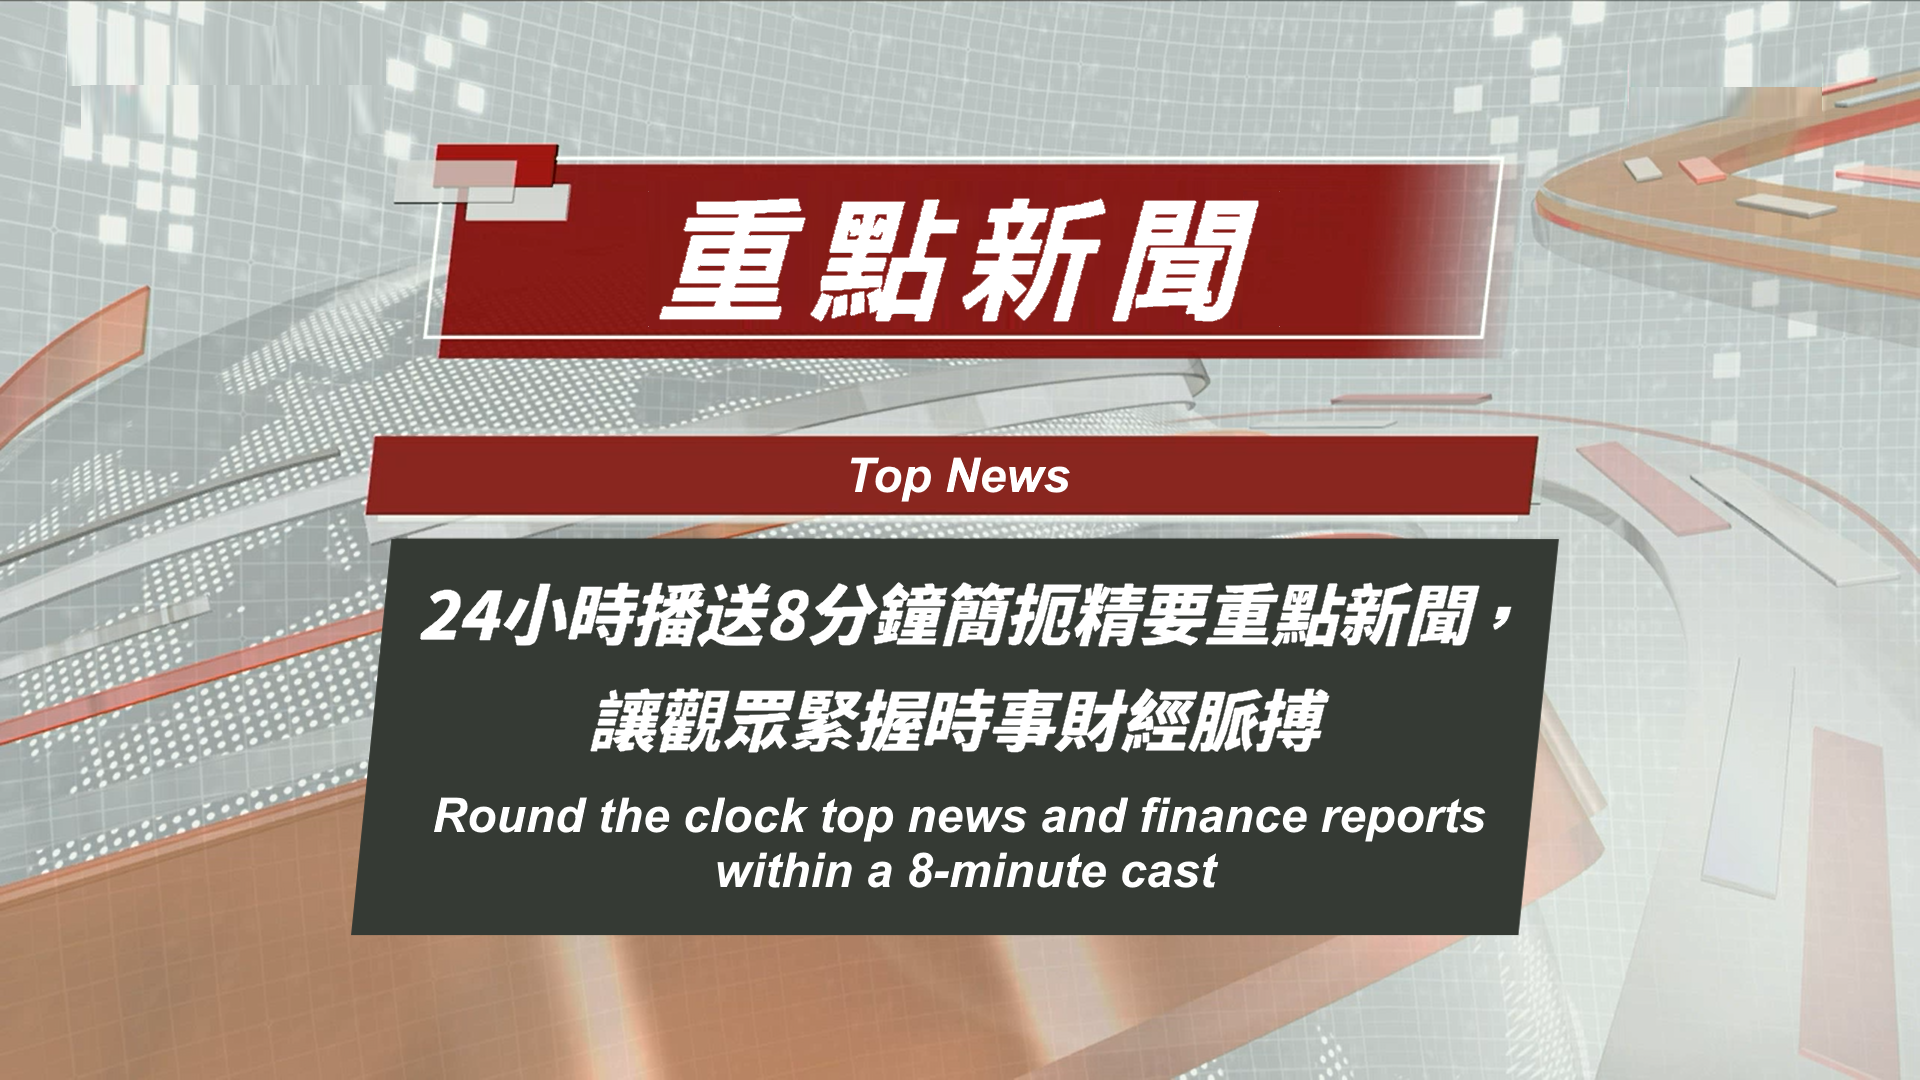 重點新聞
Top News
24小時播送8分鐘簡扼精要重點新聞，
讓觀眾緊握時事財經脈搏
Round the clock top news and finance reports
within a 8-minute cast